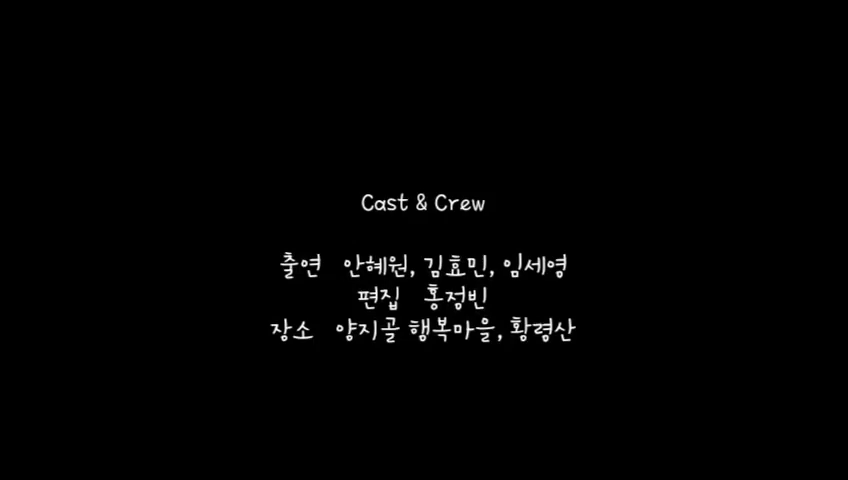 Cast & Crew
출연 안혜원, 김효민, 임세영
편집 홍정빈
장소 양지골 행복마을, 황령산